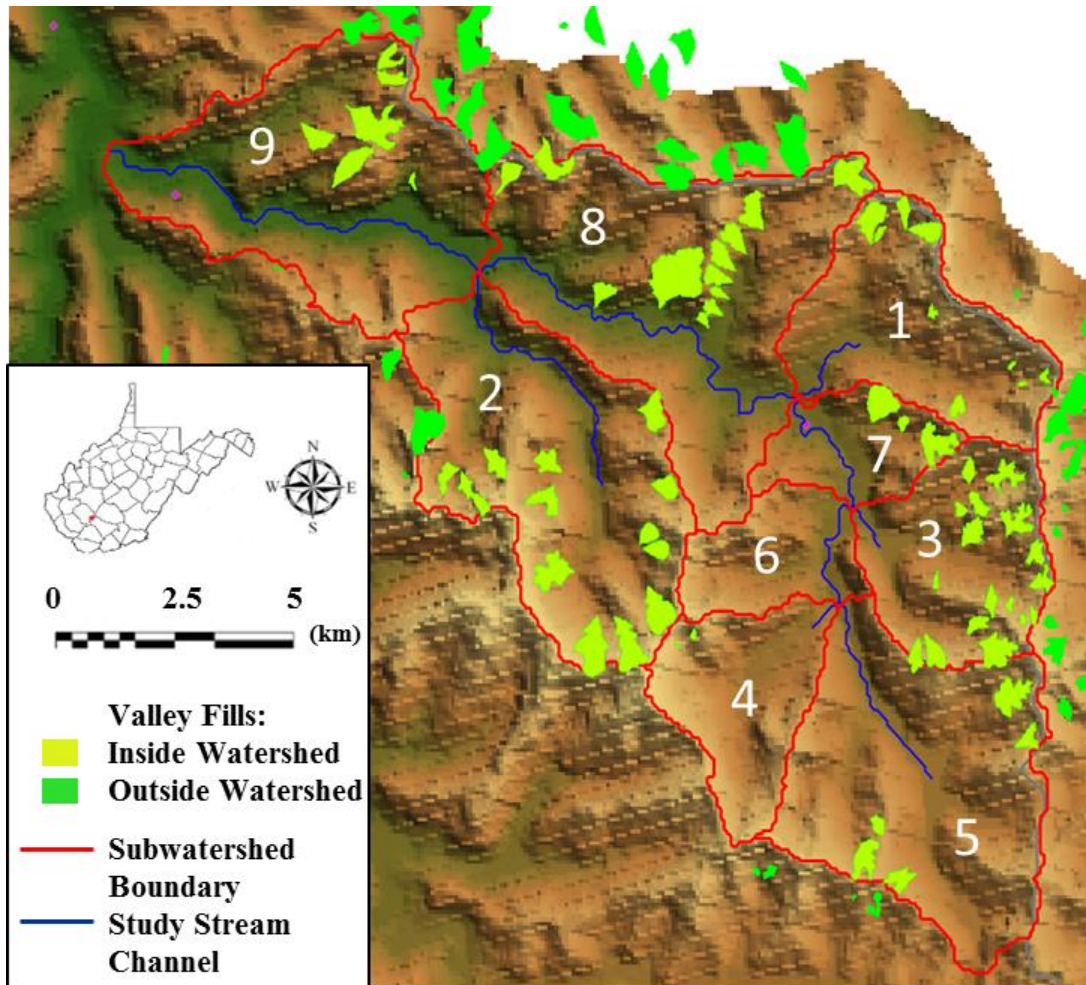 9
8
1
2
7
3
6
4
5
N
W E
S
0 2.5 5
(km)
Valley Fills:
Inside Watershed
Outside Watershed
Subwatershed
Boundary
Study Stream
Channel